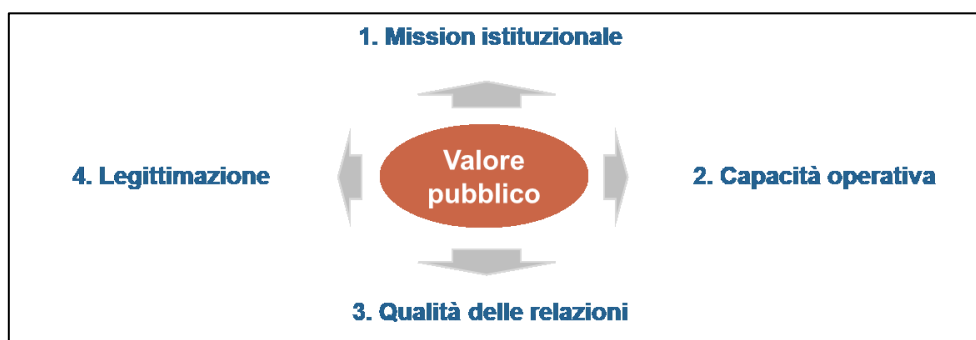 1. Mission istituzionale
4. Legittimazione
Valore
pubblico
2. Capacità operativa
3. Qualità delle relazioni